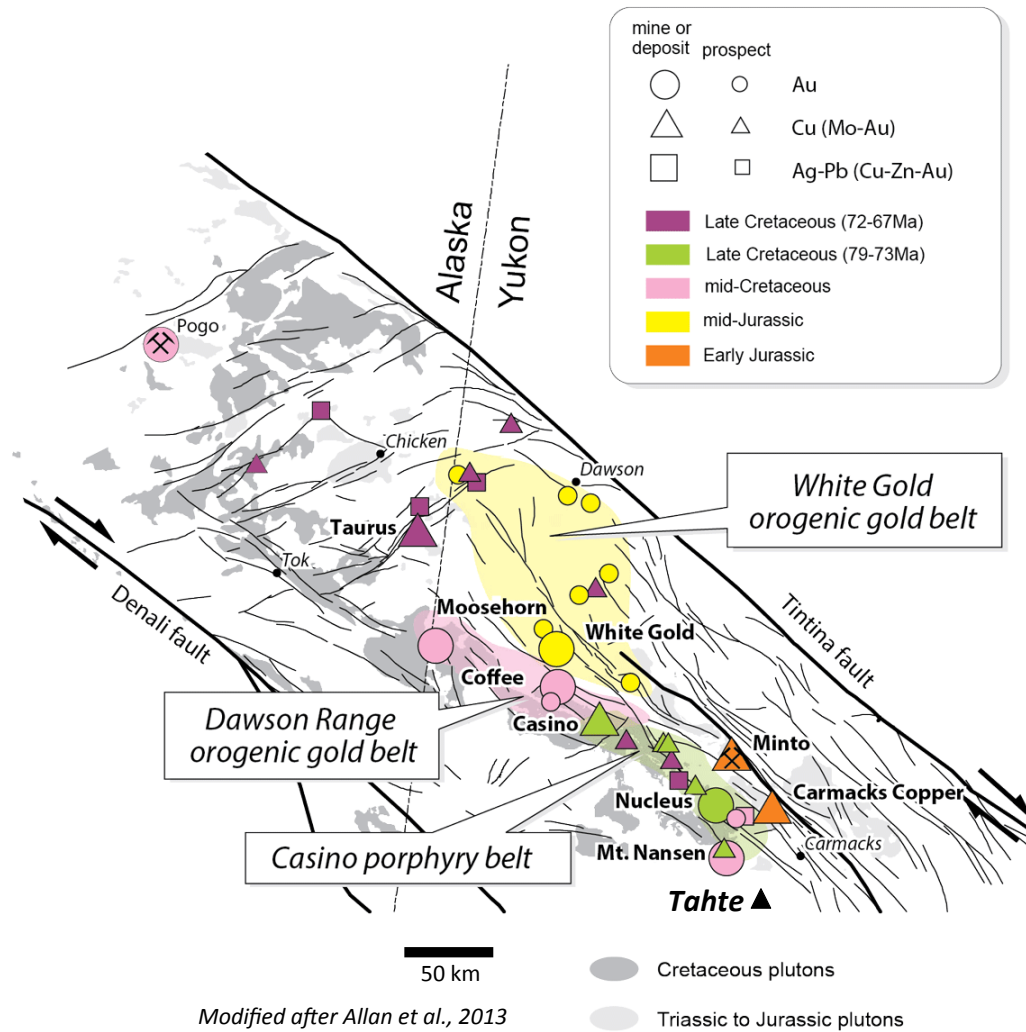 mine or
deposit
prospect
Au
Cu (Mo-Au)
Ag-Pb (Cu-Zn-Au)
Late Cretaceous (72-67Ma)
Late Cretaceous (79-73Ma)
mid-Cretaceous
mid-Jurassic
Early Jurassic
Alaska
Yukon
Pogo
Chicken
Dawson
White Gold
orogenic gold belt
Taurus
Tok
Denali fault
Tintina fault
Moosehorn
White Gold
Coffee
Dawson Range
orogenic gold belt
Casino
Minto
Carmacks Copper
Nucleus
Casino porphyry belt
Mt. Nansen
Carmacks
Tahte
50 km
Cretaceous plutons
Modified after Allan et al., 2013
Triassic to Jurassic plutons